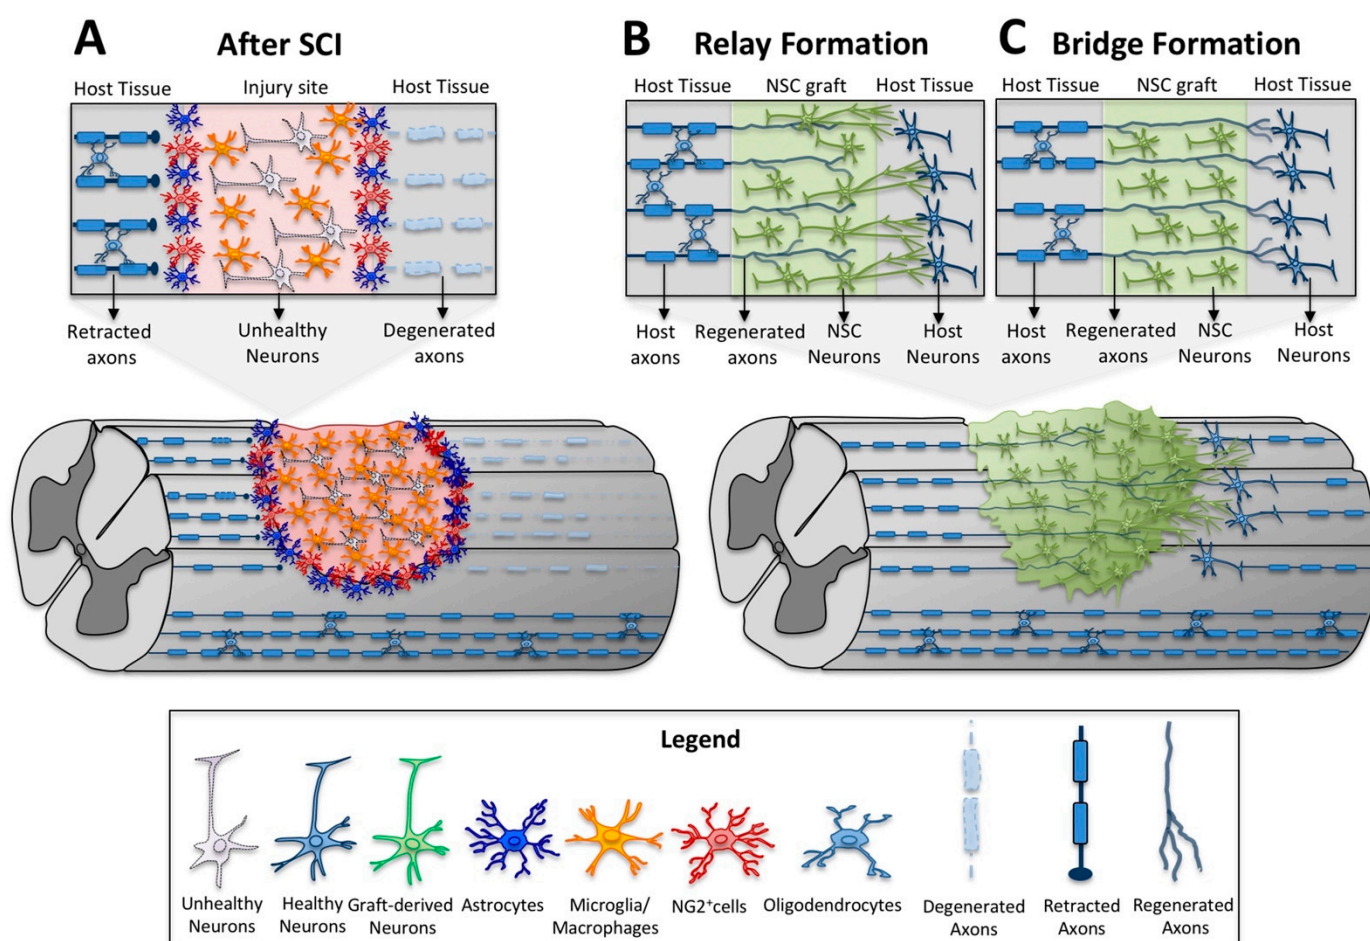 A After SCI
Host Tissue Injury site Host Tissue
Retracted axons
Unhealthy Neurons
Degenerated axons
B Relay Formation
Host Tissue NSC graft Host Tissue
Host axons
Regenerated axons
NSC Neurons
Host Neurons
C Bridge Formation
Host Tissue NSC graft Host Tissue
Host axons
Regenerated axons
NSC Neurons
Host Neurons
Legend
Unhealthy Neurons
Healthy Neurons
Graft-derived Neurons
Astrocytes
Microglia/ Macrophages
NG2⁺cells
Oligodendrocytes
Degenerated Axons
Retracted Axons
Regenerated Axons